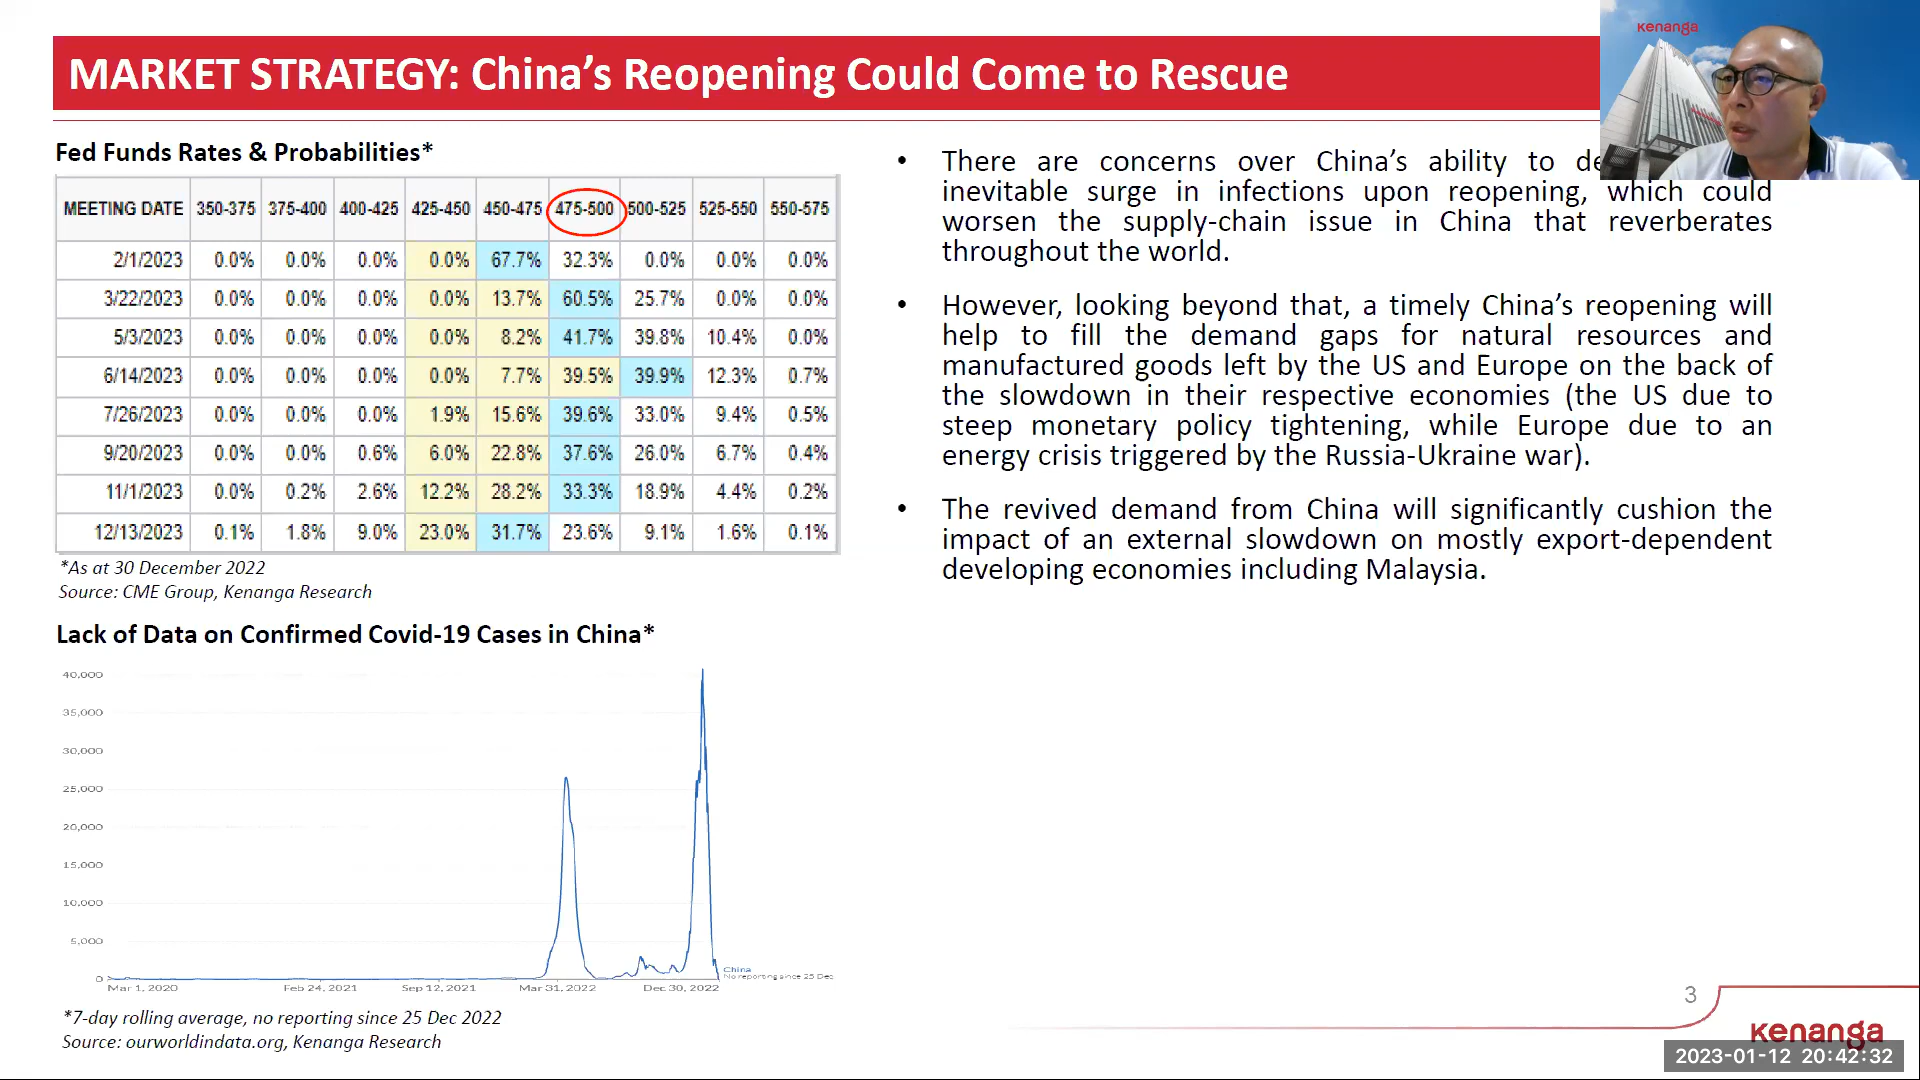 MARKET STRATEGY: China's Reopening Could Come to Rescue
kenanga
Fed Funds Rates & Probabilities*
MEETING DATE 350-375 375-400 400-425 425-450 450-475 475-500 500-525 525-550 550-575
2/1/2023 0.0% 0.0% 0.0% 0.0% 67.7% 32.3% 0.0% 0.0% 0.0%
3/22/2023 0.0% 0.0% 0.0% 0.0% 13.7% 60.5% 25.7% 0.0% 0.0%
5/3/2023 0.0% 0.0% 0.0% 0.0% 8.2% 41.7% 39.8% 10.4% 0.0%
6/14/2023 0.0% 0.0% 0.0% 0.0% 7.7% 39.5% 39.9% 12.3% 0.7%
7/26/2023 0.0% 0.0% 0.0% 1.9% 15.6% 39.6% 33.0% 9.4% 0.5%
9/20/2023 0.0% 0.0% 0.6% 6.0% 22.8% 37.6% 26.0% 6.7% 0.4%
11/1/2023 0.0% 0.2% 2.6% 12.2% 28.2% 33.3% 18.9% 4.4% 0.2%
12/13/2023 0.1% 1.8% 9.0% 23.0% 31.7% 23.6% 9.1% 1.6% 0.1%
*As at 30 December 2022
Source: CME Group, Kenanga Research
Lack of Data on Confirmed Covid-19 Cases in China*
40,000
35,000
30,000
25,000
20,000
15,000
10,000
5,000
0
China
No reporting since 25 Dec
Mar 1, 2020 Feb 24, 2021 Sep 12, 2021 Mar 31, 2022 Dec 30, 2022
*7-day rolling average, no reporting since 25 Dec 2022
Source: ourworldindata.org, Kenanga Research
• There are concerns over China's ability to
inevitable surge in infections upon reopening, which could
worsen the supply-chain issue in China that reverberates
throughout the world.
• However, looking beyond that, a timely China's reopening will
help to fill the demand gaps for natural resources and
manufactured goods left by the US and Europe on the back of
the slowdown in their respective economies (the US due to
steep monetary policy tightening, while Europe due to an
energy crisis triggered by the Russia-Ukraine war).
• The revived demand from China will significantly cushion the
impact of an external slowdown on mostly export-dependent
developing economies including Malaysia.
3
kenanga
2023-01-12 20:42:32